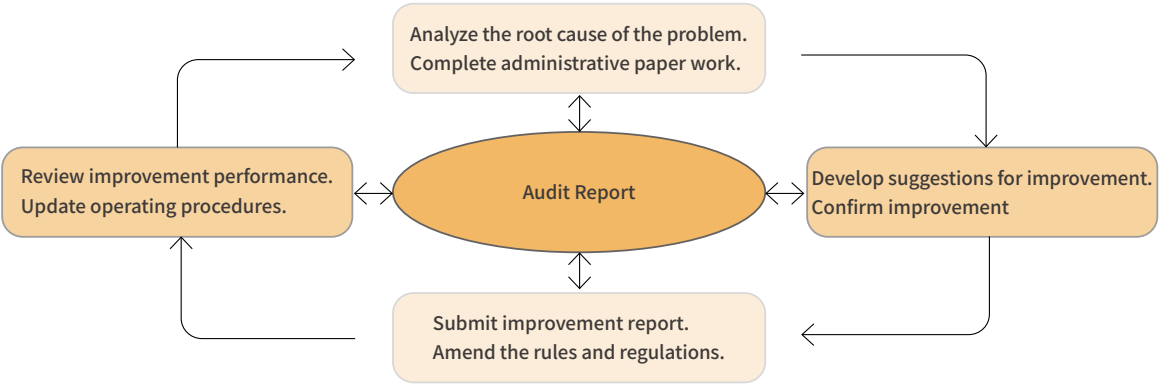 Analyze the root cause of the problem.
Complete administrative paper work.
Review improvement performance.
Update operating procedures.
Audit Report
Develop suggestions for improvement.
Confirm improvement
Submit improvement report.
Amend the rules and regulations.